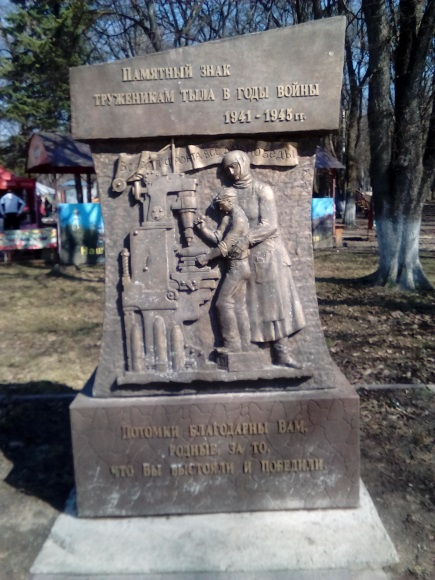 Памятный знак
труженикам тыла в годы войны
1941 - 1945 гг.
Потомки благодарны Вам,
родные за то,
что Вы выстояли и победили.